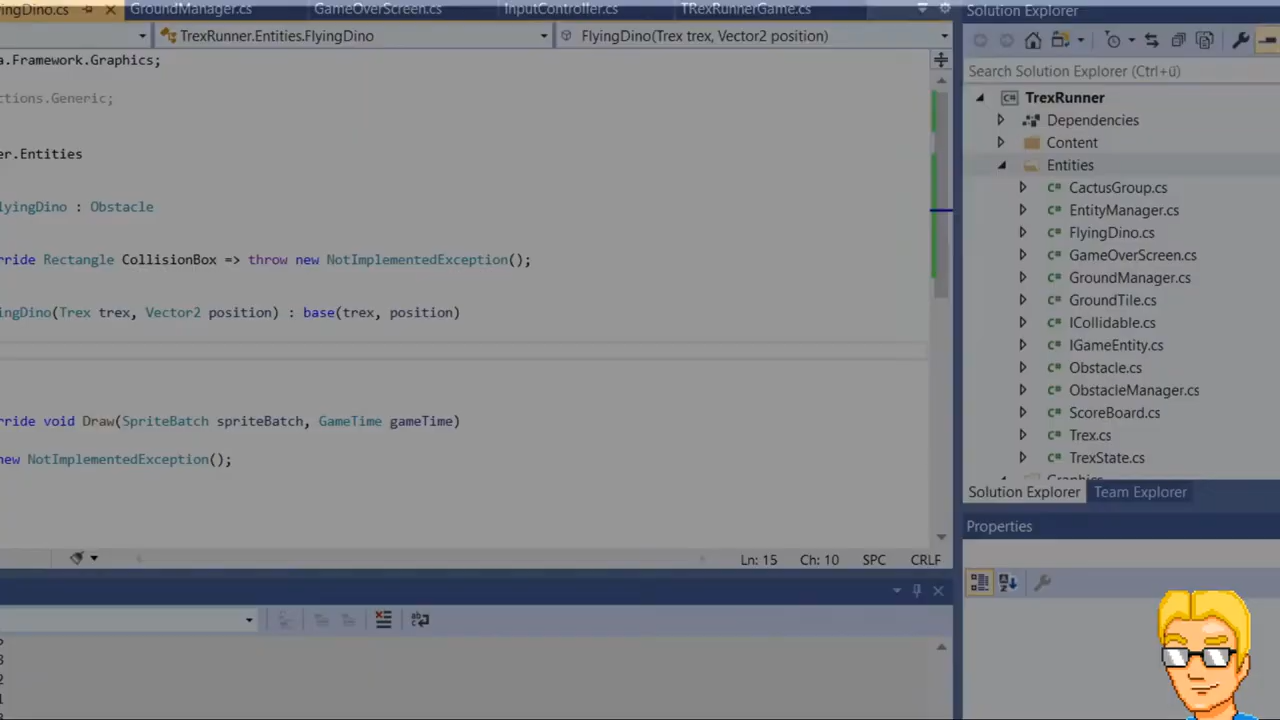 yingDino.cs
GroundManager.cs
GameOverScreen.cs
InputController.cs
TRexRunnerGame.cs
Solution Explorer
TrexRunner.Entities.FlyingDino
FlyingDino(Trex trex, Vector2 position)
Search Solution Explorer (Ctrl+ü)
a.Framework.Graphics;
ctions.Generic;
er.Entities
lyingDino : Obstacle
rride Rectangle CollisionBox => throw new NotImplementedException();
ingDino(Trex trex, Vector2 position) : base(trex, position)
rride void Draw(SpriteBatch spriteBatch, GameTime gameTime)
new NotImplementedException();
Ln: 15
Ch: 10
SPC
CRLF
TrexRunner
Dependencies
Content
Entities
C# CactusGroup.cs
C# EntityManager.cs
C# FlyingDino.cs
C# GameOverScreen.cs
C# GroundManager.cs
C# GroundTile.cs
C# ICollidable.cs
C# IGameEntity.cs
C# Obstacle.cs
C# ObstacleManager.cs
C# ScoreBoard.cs
C# Trex.cs
C# TrexState.cs
Graphics
Solution Explorer
Team Explorer
Properties
3
2
1